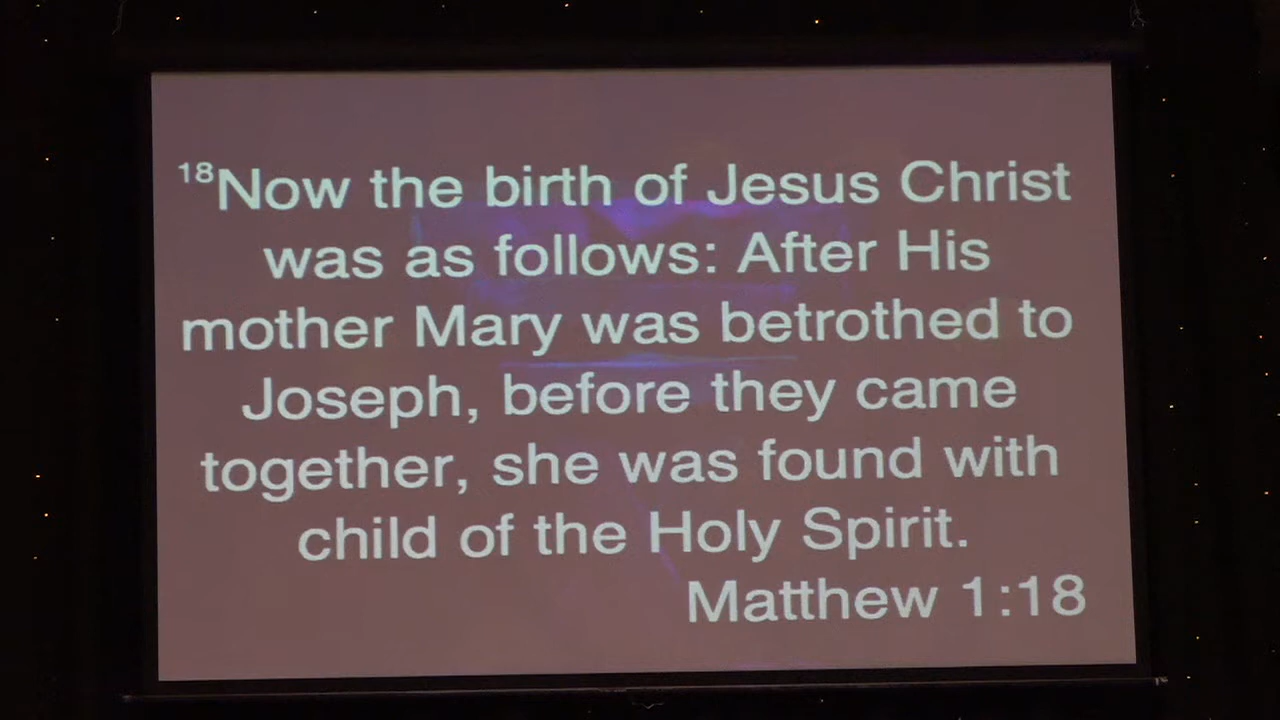 18Now the birth of Jesus Christ
was as follows: After His
mother Mary was betrothed to
Joseph, before they came
together, she was found with
child of the Holy Spirit.
Matthew 1:18